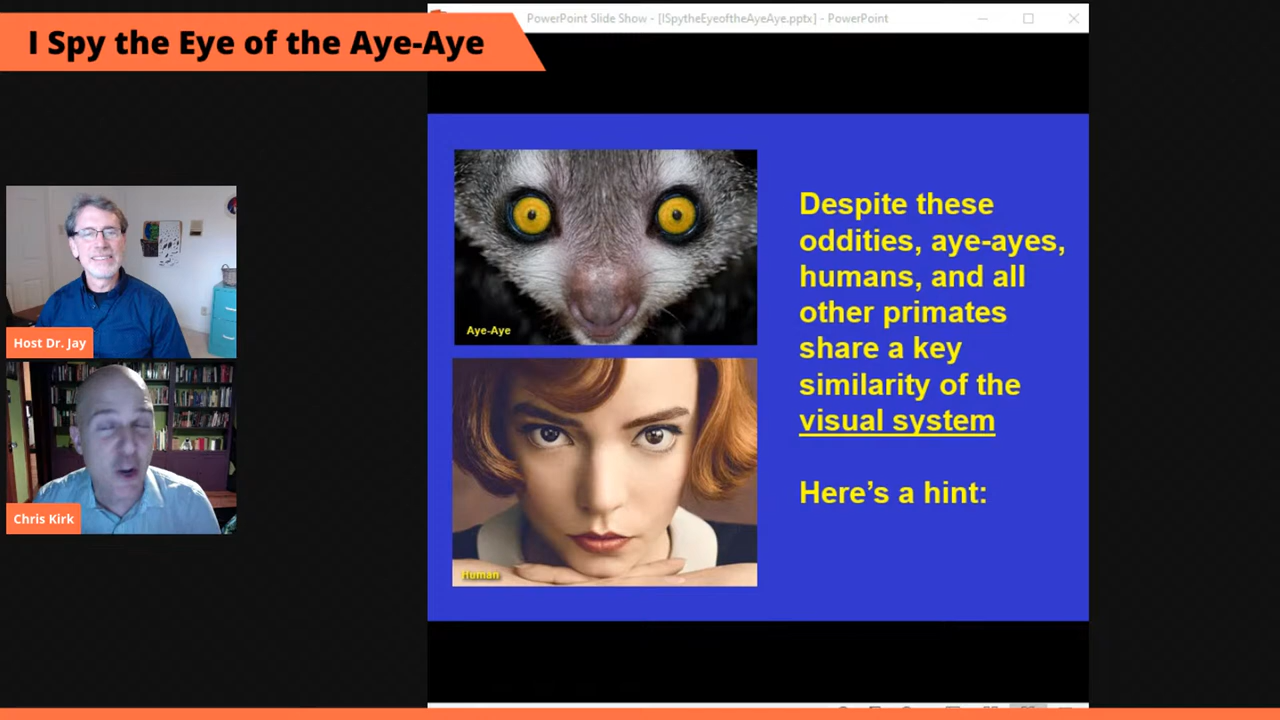 PowerPoint Slide Show - [ISpytheEyeoftheAyeAye.pptx] - PowerPoint
I Spy the Eye of the Aye-Aye
Host Dr. Jay
Chris Kirk
Aye-Aye
Human
Despite these
oddities, aye-ayes,
humans, and all
other primates
share a key
similarity of the
visual system
Here’s a hint: